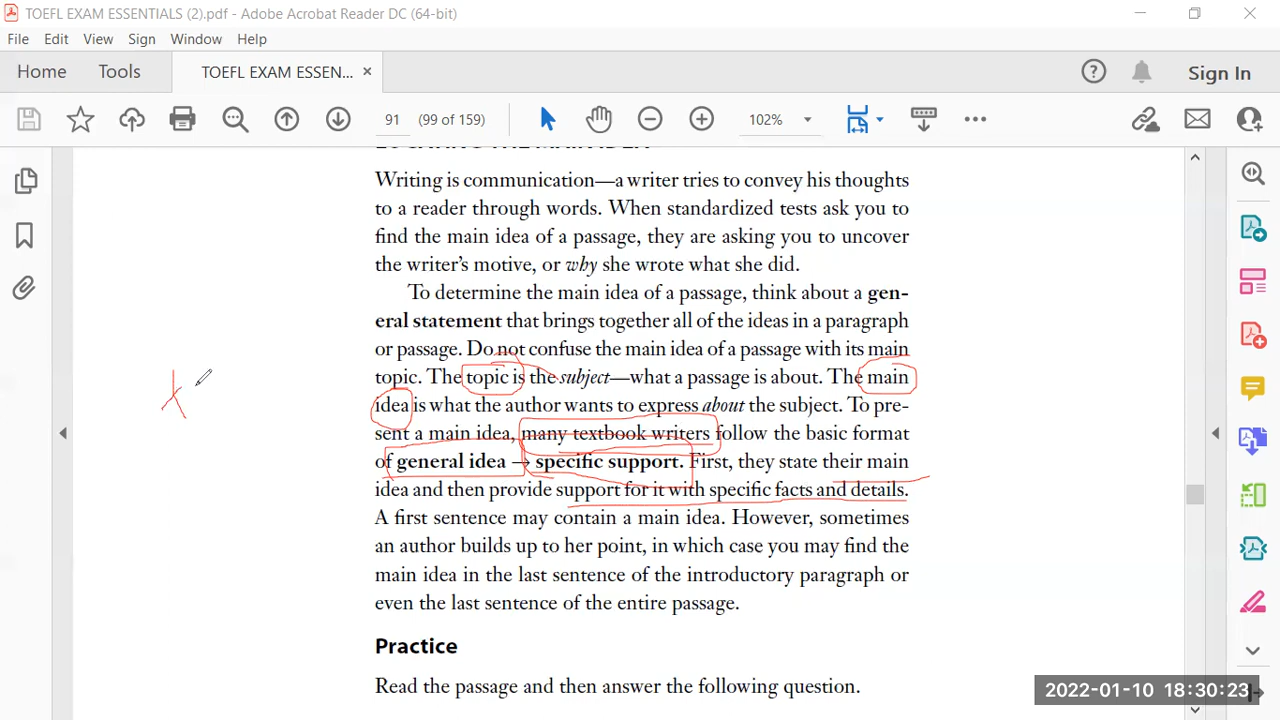 TOEFL EXAM ESSENTIALS (2).pdf - Adobe Acrobat Reader DC (64-bit)
File Edit View Sign Window Help
Home Tools TOEFL EXAM ESSEN... × Sign In
91 (99 of 159) 102%
Writing is communication—a writer tries to convey his thoughts
to a reader through words. When standardized tests ask you to
find the main idea of a passage, they are asking you to uncover
the writer's motive, or why she wrote what she did.
To determine the main idea of a passage, think about a gen-
eral statement that brings together all of the ideas in a paragraph
or passage. Do not confuse the main idea of a passage with its main
topic. The topic is the subject—what a passage is about. The main
idea is what the author wants to express about the subject. To pre-
sent a main idea, many textbook writers follow the basic format
of general idea → specific support. First, they state their main
idea and then provide support for it with specific facts and details.
A first sentence may contain a main idea. However, sometimes
an author builds up to her point, in which case you may find the
main idea in the last sentence of the introductory paragraph or
even the last sentence of the entire passage.
Practice
Read the passage and then answer the following question.
2022-01-10 18:30:23